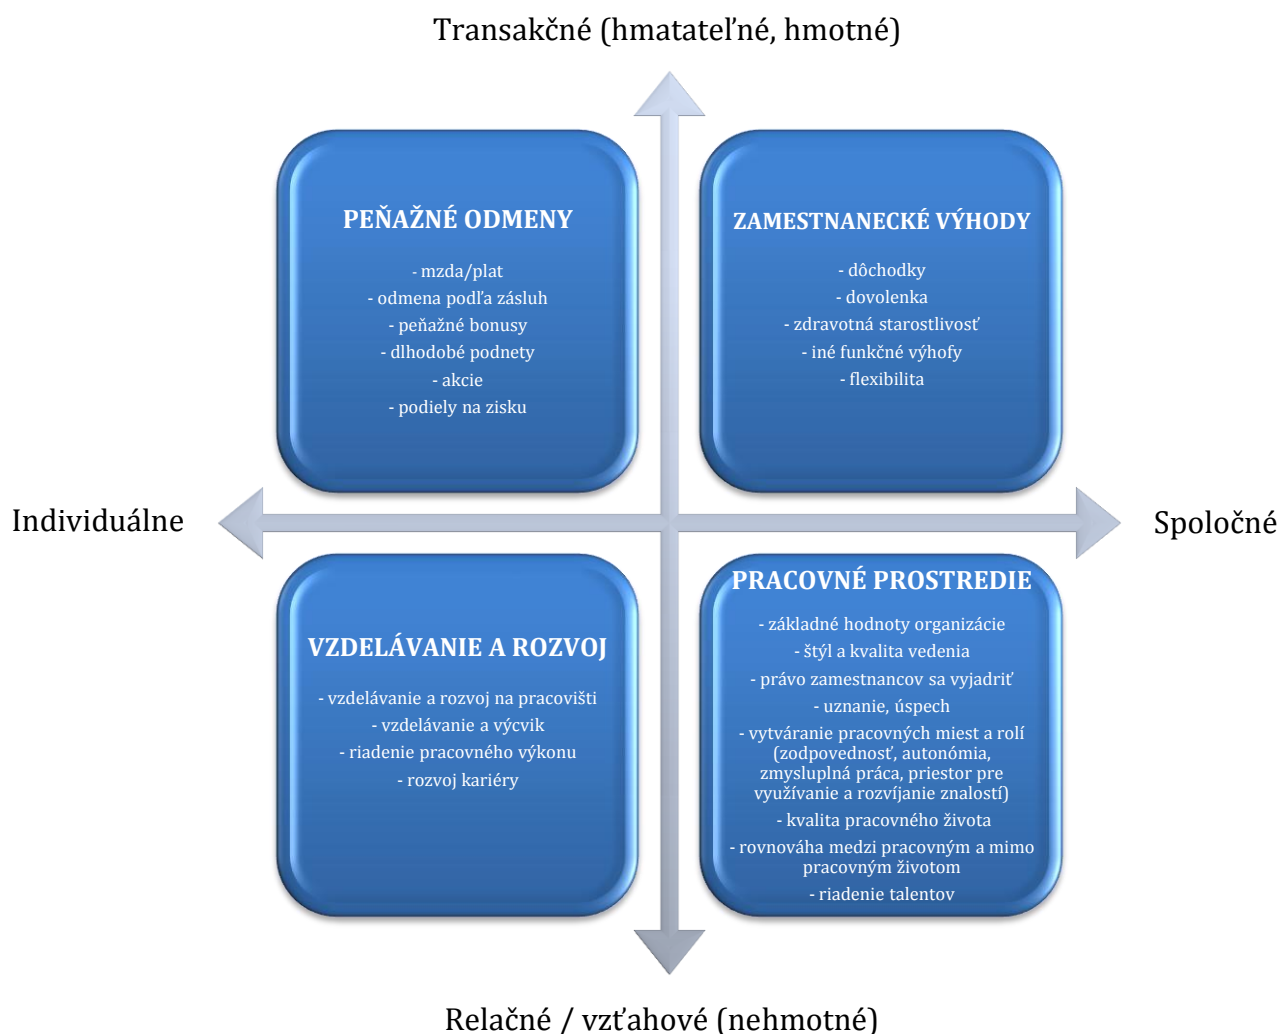 Transakčné (hmatateľné, hmotné)
PEŇAŽNÉ ODMENY
- mzda/plat
- odmena podľa zásluh
- peňažné bonusy
- dlhodobé podnety
- akcie
- podiely na zisku
ZAMESTNANECKÉ VÝHODY
- dôchodky
- dovolenka
- zdravotná starostlivosť
- iné funkčné výhofy
- flexibilita
Individuálne
Spoločné
VZDELÁVANIE A ROZVOJ
- vzdelávanie a rozvoj na pracovišti
- vzdelávanie a výcvik
- riadenie pracovného výkonu
- rozvoj kariéry
PRACOVNÉ PROSTREDIE
- základné hodnoty organizácie
- štýl a kvalita vedenia
- právo zamestnancov sa vyjadriť
- uznanie, úspech
- vytváranie pracovných miest a rolí
(zodpovednosť, autonómia,
zmysluplná práca, priestor pre
využívanie a rozvíjanie znalostí)
- kvalita pracovného života
- rovnováha medzi pracovným a mimo
pracovným životom
- riadenie talentov
Relačné / vzťahové (nehmotné)